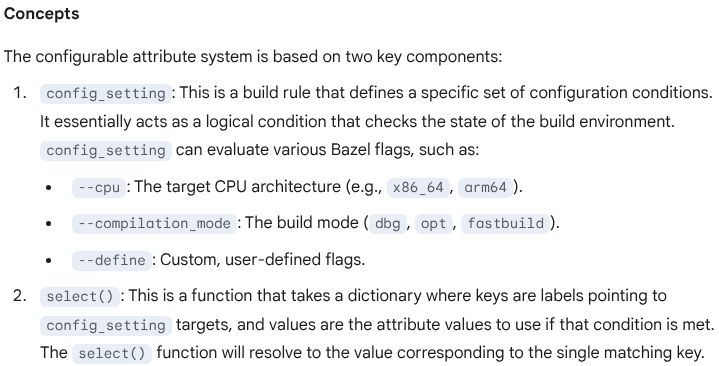 Concepts
The configurable attribute system is based on two key components:
1. config_setting: This is a build rule that defines a specific set of configuration conditions.
It essentially acts as a logical condition that checks the state of the build environment.
config_setting can evaluate various Bazel flags, such as:
• --cpu: The target CPU architecture (e.g., x86_64, arm64).
• --compilation_mode: The build mode (dbg, opt, fastbuild).
• --define: Custom, user-defined flags.
2. select(): This is a function that takes a dictionary where keys are labels pointing to
config_setting targets, and values are the attribute values to use if that condition is met.
The select() function will resolve to the value corresponding to the single matching key.